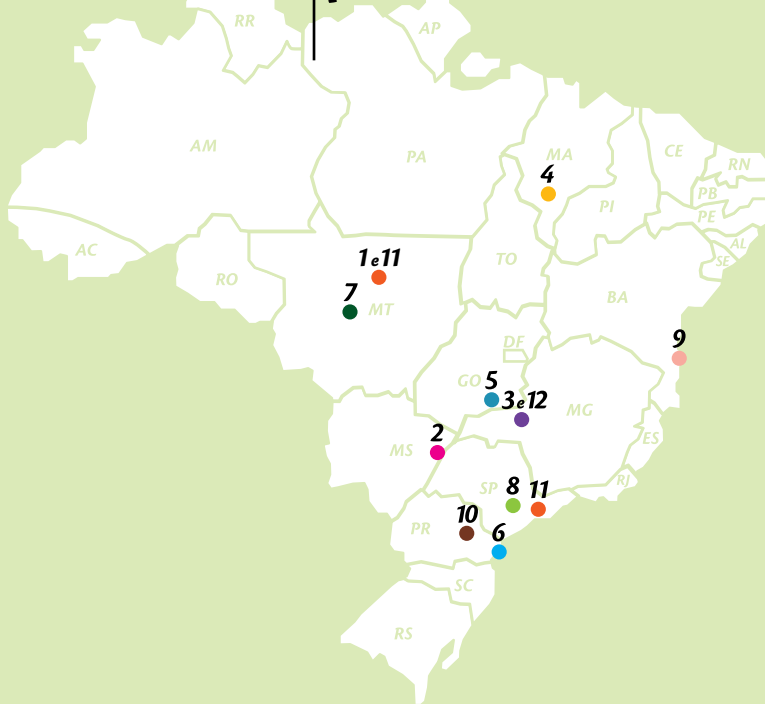 RR
AP
AM
PA
MA
CE
RN
4
PI
PB
PE
AC
AL
1 e 11
TO
SE
RO
7
MT
BA
DF
9
GO
5
3 e 12
MG
2
MS
ES
SP
8
11
RJ
10
PR
6
SC
RS